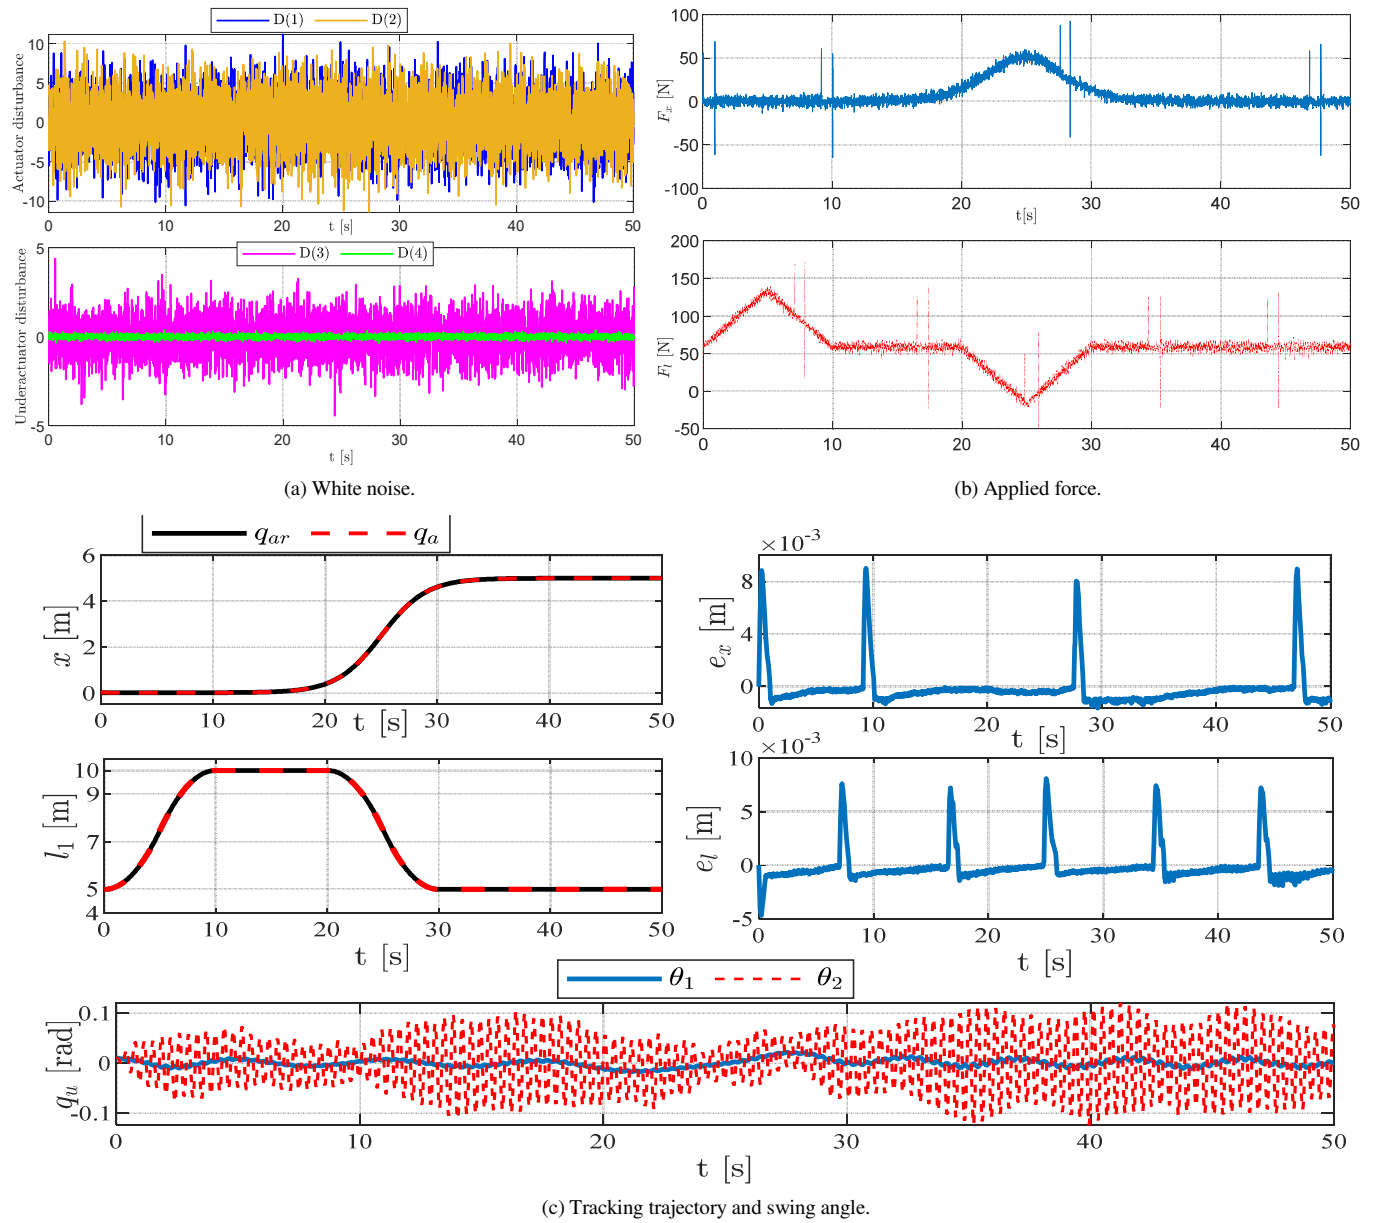 D(1) D(2)
Actuator disturbance
10
5
0
-5
-10
0 10 20 30 40 50
t [s]
D(3) D(4)
Underactuator disturbance
5
0
-5
0 10 20 30 40 50
t [s]
(a) White noise.
F_x [N]
100
50
0
-50
-100
0 10 20 30 40 50
t[s]
F_l [N]
200
150
100
50
0
-50
0 10 20 30 40 50
(b) Applied force.
q_{ar} q_a
x [m]
6
4
2
0
0 10 20 30 40 50
t [s]
l_1 [m]
10
9
7
5
4
0 10 20 30 40 50
t [s]
×10^{-3}
e_x [m]
8
4
0
0 10 20 30 40 50
t [s]
×10^{-3}
e_l [m]
10
5
0
-5
0 10 20 30 40 50
t [s]
θ_1 θ_2
q_u [rad]
0.1
0
-0.1
0 10 20 30 40 50
t [s]
(c) Tracking trajectory and swing angle.